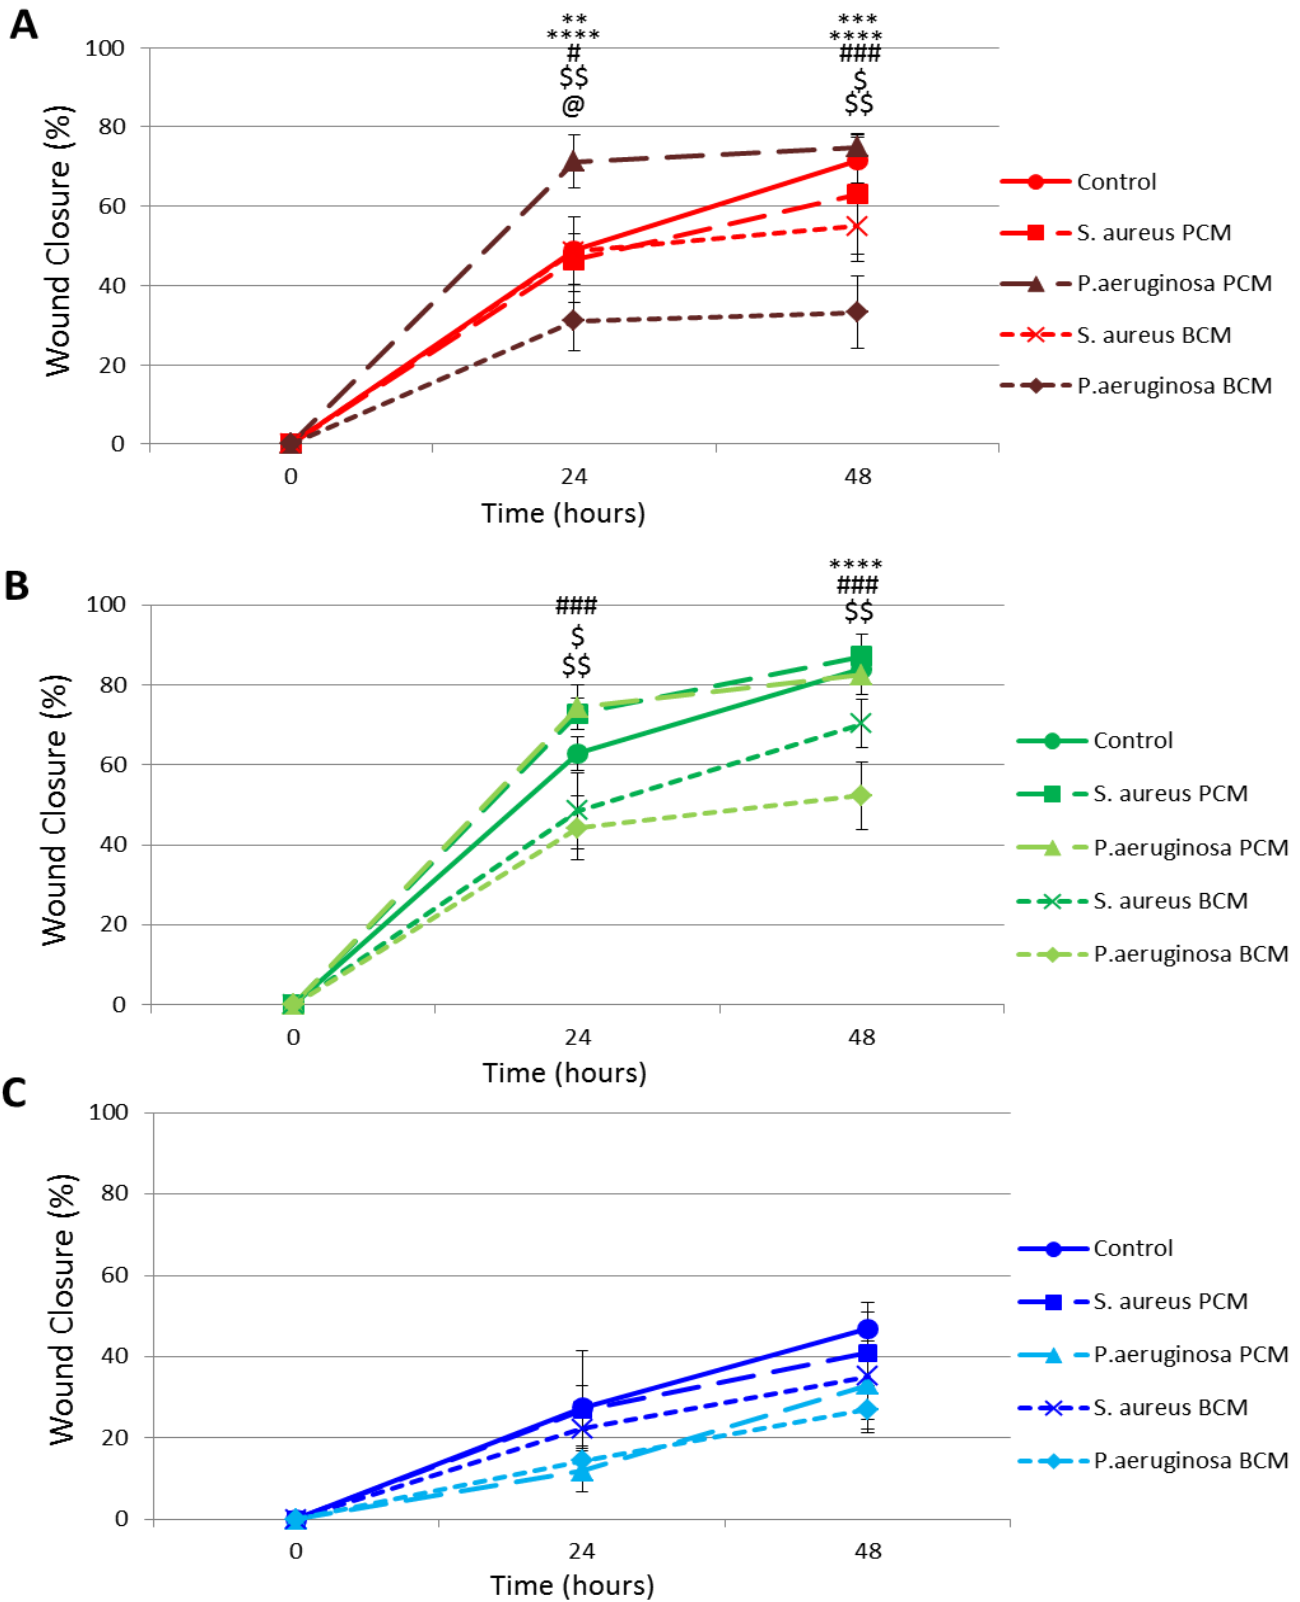 A
**
****
#
$$
@
***
****
###
$
$$
100
80
60
40
20
0
Wound Closure (%)
0 24 48
Time (hours)
Control
S. aureus PCM
P.aeruginosa PCM
S. aureus BCM
P.aeruginosa BCM
B
###
$
$$
****
###
$$
100
80
60
40
20
0
Wound Closure (%)
0 24 48
Time (hours)
Control
S. aureus PCM
P.aeruginosa PCM
S. aureus BCM
P.aeruginosa BCM
C
100
80
60
40
20
0
Wound Closure (%)
0 24 48
Time (hours)
Control
S. aureus PCM
P.aeruginosa PCM
S. aureus BCM
P.aeruginosa BCM